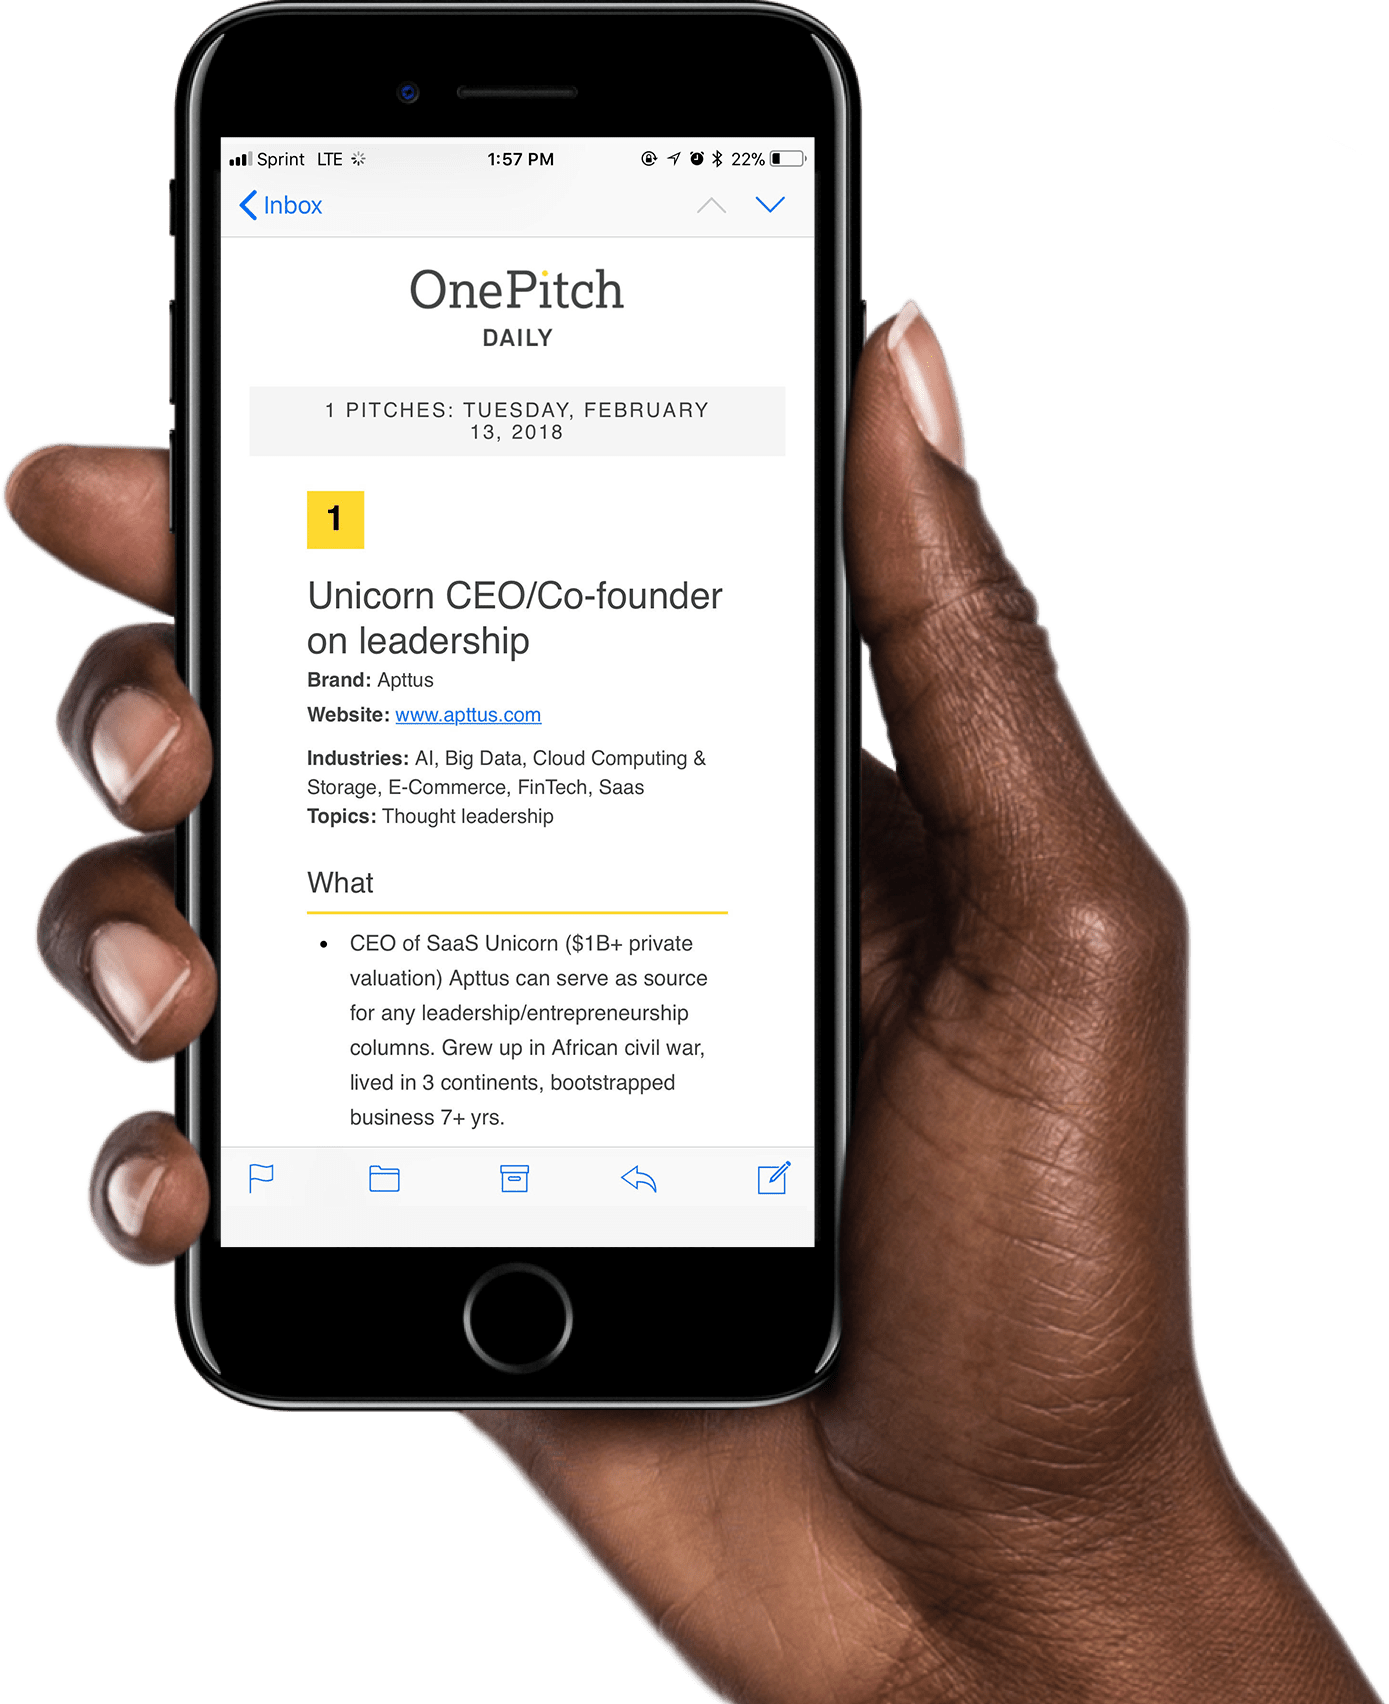 Sprint LTE 1:57 PM 22%
Inbox
OnePitch
DAILY
1 PITCHES: TUESDAY, FEBRUARY
13, 2018
1
Unicorn CEO/Co-founder
on leadership
Brand: Apttus
Website: www.apttus.com
Industries: AI, Big Data, Cloud Computing &
Storage, E-Commerce, FinTech, Saas
Topics: Thought leadership
What
• CEO of SaaS Unicorn ($1B+ private
valuation) Apttus can serve as source
for any leadership/entrepreneurship
columns. Grew up in African civil war,
lived in 3 continents, bootstrapped
business 7+ yrs.